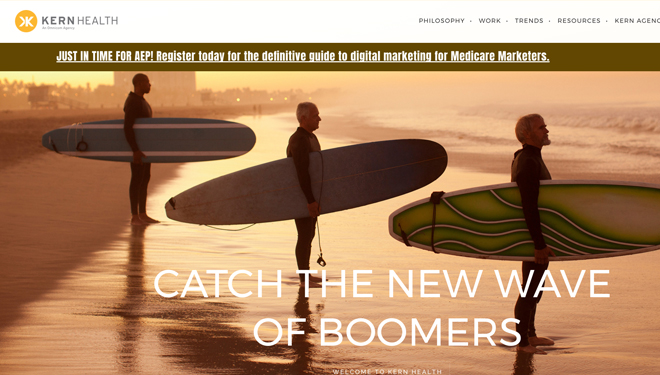 KERN HEALTH
An Omnicom Agency
PHILOSOPHY · WORK · TRENDS · RESOURCES · KERN AGENC
JUST IN TIME FOR AEP! Register today for the definitive guide to digital marketing for Medicare Marketers.
CATCH THE NEW WAVE
OF BOOMERS
WELCOME TO KERN HEALTH